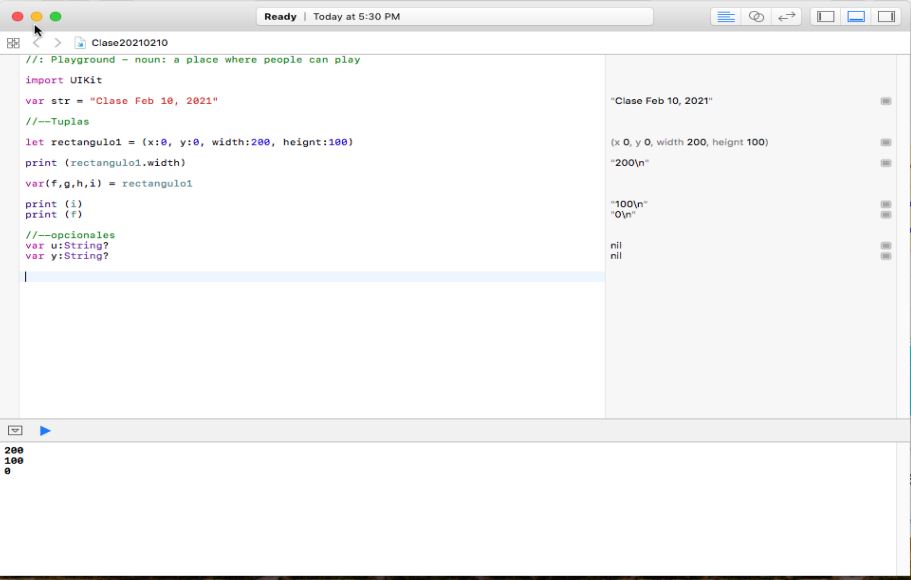 Ready | Today at 5:30 PM
Clase20210210
//: Playground - noun: a place where people can play
import UIKit
var str = "Clase Feb 10, 2021"
"Clase Feb 10, 2021"
//--Tuplas
let rectangulo1 = (x:0, y:0, width:200, heignt:100)
(x 0, y 0, width 200, heignt 100)
print (rectangulo1.width)
"200\n"
var(f,g,h,i) = rectangulo1
print (i)
"100\n"
print (f)
"0\n"
//--opcionales
var u:String?
nil
var y:String?
nil
200
100
0